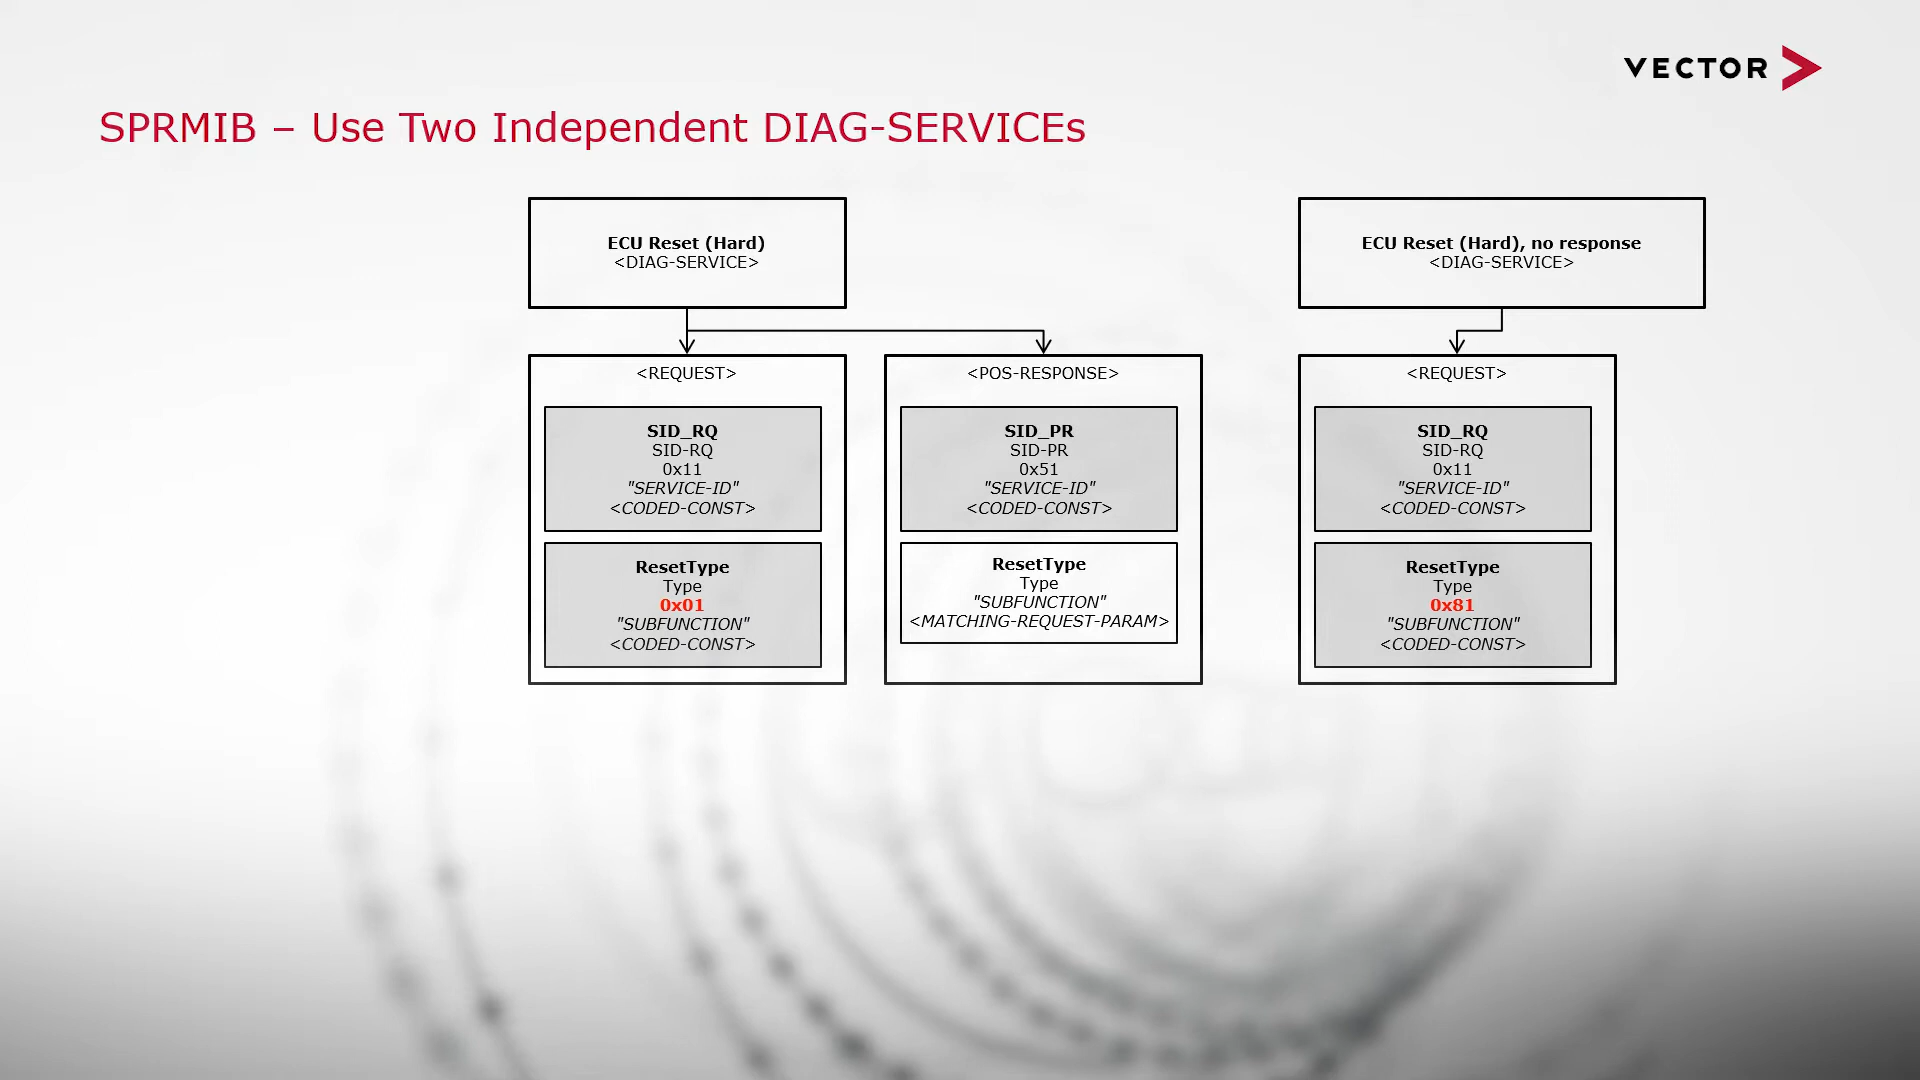 VECTOR
SPRMIB – Use Two Independent DIAG-SERVICEs
ECU Reset (Hard)
<DIAG-SERVICE>
ECU Reset (Hard), no response
<DIAG-SERVICE>
<REQUEST>
SID_RQ
SID-RQ
0x11
"SERVICE-ID"
<CODED-CONST>
ResetType
Type
0x01
"SUBFUNCTION"
<CODED-CONST>
<POS-RESPONSE>
SID_PR
SID-PR
0x51
"SERVICE-ID"
<CODED-CONST>
ResetType
Type
"SUBFUNCTION"
<MATCHING-REQUEST-PARAM>
<REQUEST>
SID_RQ
SID-RQ
0x11
"SERVICE-ID"
<CODED-CONST>
ResetType
Type
0x81
"SUBFUNCTION"
<CODED-CONST>